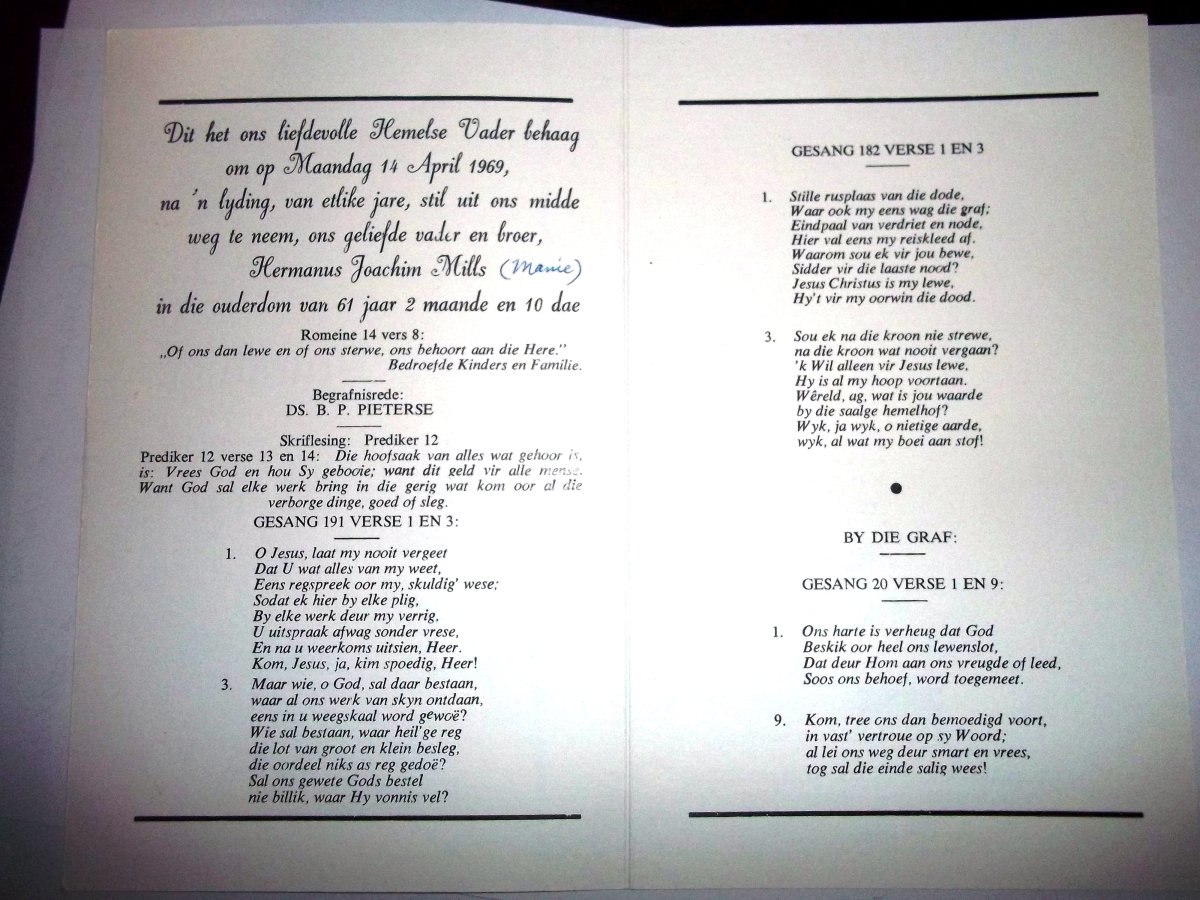 Dit het ons liefdevolle Hemelse Vader behaag
om op Maandag 14 April 1969,
na 'n lyding, van etlike jare, stil uit ons midde
weg te neem, ons geliefde vader en broer,
Hermanus Joachim Mills (Manie)
in die ouderdom van 61 jaar 2 maande en 10 dae
Romeine 14 vers 8:
„Of ons dan lewe en of ons sterwe, ons behoort aan die Here."
Bedroefde Kinders en Familie.
Begrafnisrede:
DS. B. P. PIETERSE
Skriflesing: Prediker 12
Prediker 12 verse 13 en 14: Die hoofsaak van alles wat gehoor is,
is: Vrees God en hou Sy gebooie; want dit geld vir alle mense.
Want God sal elke werk bring in die gerig wat kom oor al die
verborge dinge, goed of sleg.
GESANG 191 VERSE 1 EN 3:
1. O Jesus, laat my nooit vergeet
Dat U wat alles van my weet,
Eens regspreek oor my, skuldig' wese;
Sodat ek hier by elke plig,
By elke werk deur my verrig,
U uitspraak afwag sonder vrese,
En na u weerkoms uitsien, Heer.
Kom, Jesus, ja, kim spoedig, Heer!
3. Maar wie, o God, sal daar bestaan,
waar al ons werk van skyn ontdaan,
eens in u weegskaal word gewoë?
Wie sal bestaan, waar heil'ge reg
die lot van groot en klein besleg,
die oordeel niks as reg gedoë?
Sal ons gewete Gods bestel
nie billik, waar Hy vonnis vel?
GESANG 182 VERSE 1 EN 3
1. Stille rusplaas van die dode,
Waar ook my eens wag die graf;
Eindpaal van verdriet en node,
Hier val eens my reiskleed af.
Waarom sou ek vir jou bewe,
Sidder vir die laaste nood?
Jesus Christus is my lewe,
Hy't vir my oorwin die dood.
3. Sou ek na die kroon nie strewe,
na die kroon wat nooit vergaan?
'k Wil alleen vir Jesus lewe,
Hy is al my hoop voortaan.
Wêreld, ag, wat is jou waarde
by die saalge hemelhof?
Wyk, ja wyk, o nietige aarde,
wyk, al wat my boei aan stof!
BY DIE GRAF:
GESANG 20 VERSE 1 EN 9:
1. Ons harte is verheug dat God
Beskik oor heel ons lewenslot,
Dat deur Hom aan ons vreugde of leed,
Soos ons behoef, word toegemeet.
9. Kom, tree ons dan bemoedigd voort,
in vast' vertroue op sy Woord;
al lei ons weg deur smart en vrees,
tog sal die einde salig wees!